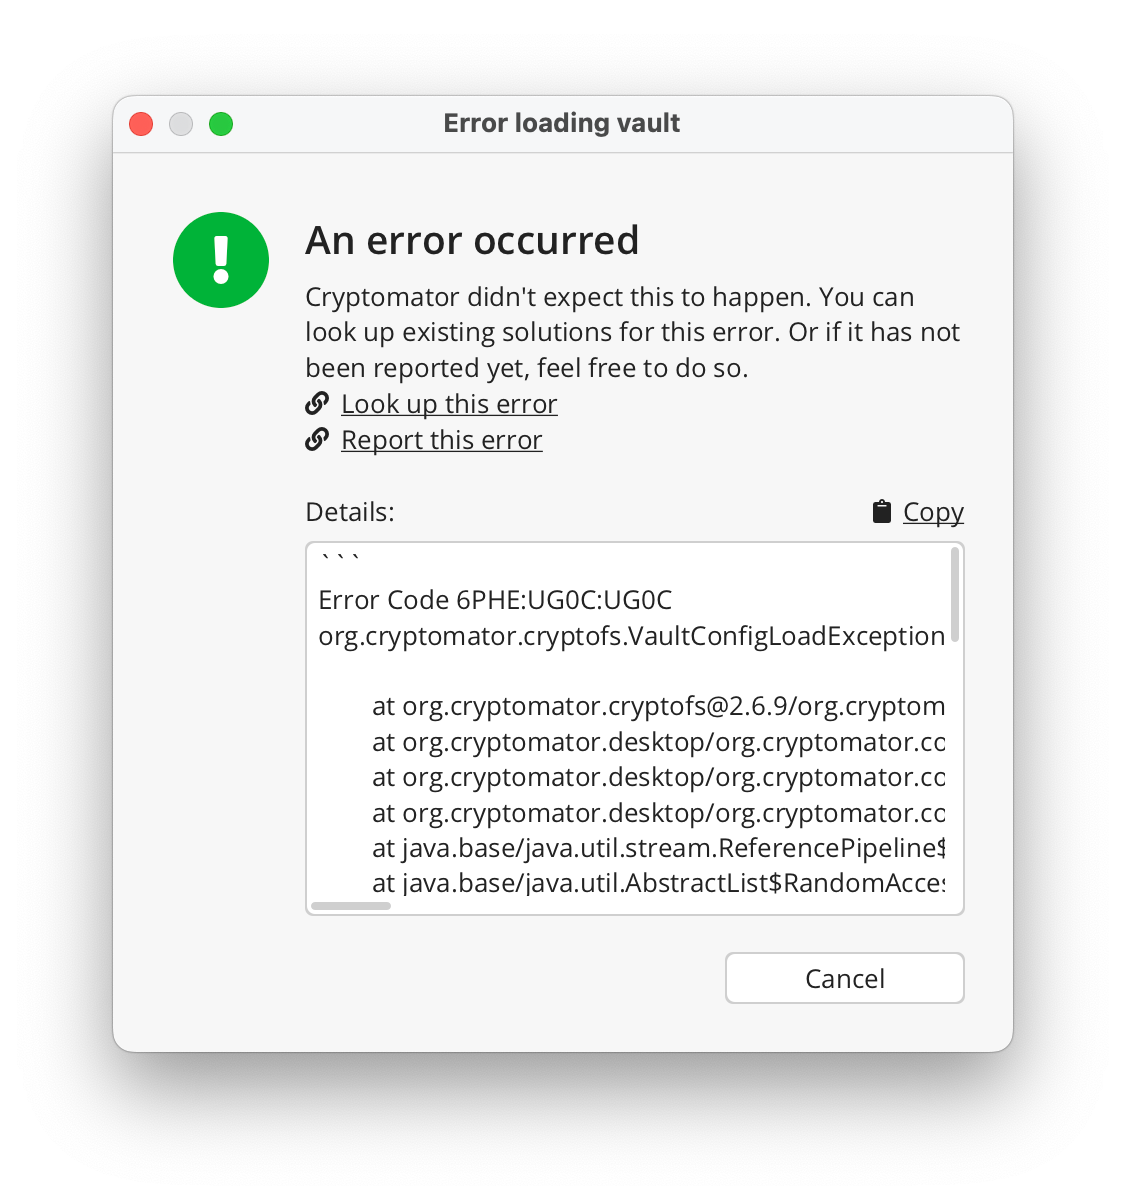 Error loading vault
An error occurred
Cryptomator didn't expect this to happen. You can
look up existing solutions for this error. Or if it has not
been reported yet, feel free to do so.
Look up this error
Report this error
Details:
Copy
```
Error Code 6PHE:UG0C:UG0C
org.cryptomator.cryptofs.VaultConfigLoadException
at org.cryptomator.cryptofs@2.6.9/org.cryptom
at org.cryptomator.desktop/org.cryptomator.co
at org.cryptomator.desktop/org.cryptomator.co
at org.cryptomator.desktop/org.cryptomator.co
at java.base/java.util.stream.ReferencePipeline$
at java.base/java.util.AbstractList$RandomAcces
Cancel